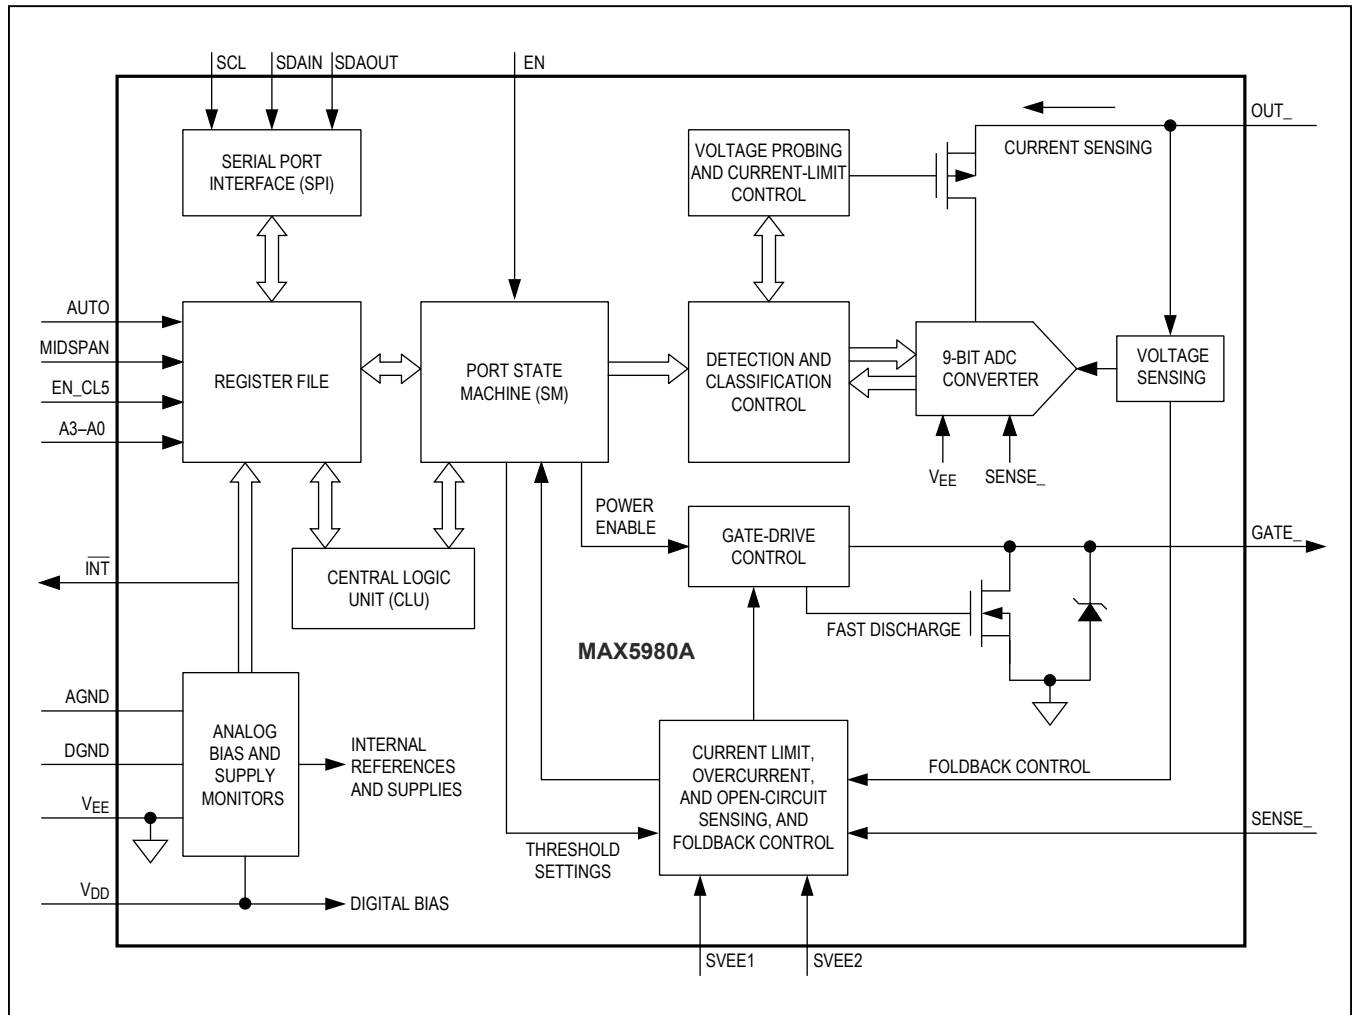 SCL
SDAIN
SDAOUT
EN
OUT_
SERIAL PORT
INTERFACE (SPI)
VOLTAGE PROBING
AND CURRENT-LIMIT
CONTROL
CURRENT SENSING
AUTO
MIDSPAN
EN_CL5
A3–A0
REGISTER FILE
PORT STATE
MACHINE (SM)
DETECTION AND
CLASSIFICATION
CONTROL
9-BIT ADC
CONVERTER
VOLTAGE
SENSING
VEE
SENSE_
POWER
ENABLE
GATE-DRIVE
CONTROL
GATE_
INT
CENTRAL LOGIC
UNIT (CLU)
FAST DISCHARGE
MAX5980A
AGND
DGND
VEE
VDD
ANALOG
BIAS AND
SUPPLY
MONITORS
INTERNAL
REFERENCES
AND SUPPLIES
DIGITAL BIAS
CURRENT LIMIT,
OVERCURRENT,
AND OPEN-CIRCUIT
SENSING, AND
FOLDBACK CONTROL
FOLDBACK CONTROL
SENSE_
THRESHOLD
SETTINGS
SVEE1
SVEE2